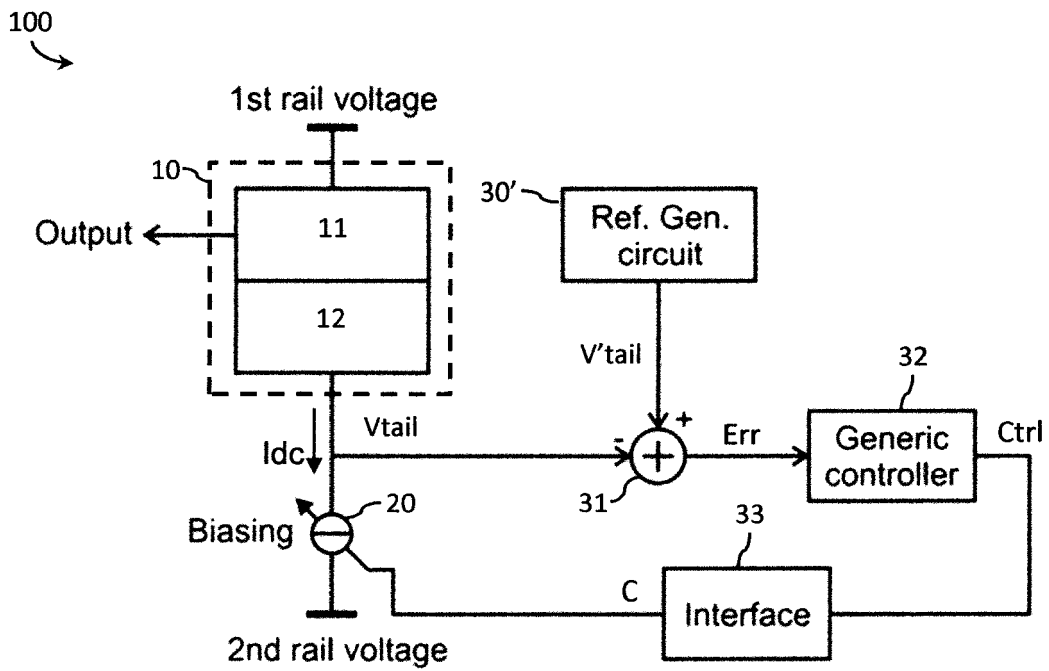 100
1st rail voltage
10
30'
Ref. Gen.
circuit
Output
11
12
V'tail
32
Vtail
-
+
Err
Generic
controller
Ctrl
Idc
31
20
33
Biasing
C
Interface
2nd rail voltage